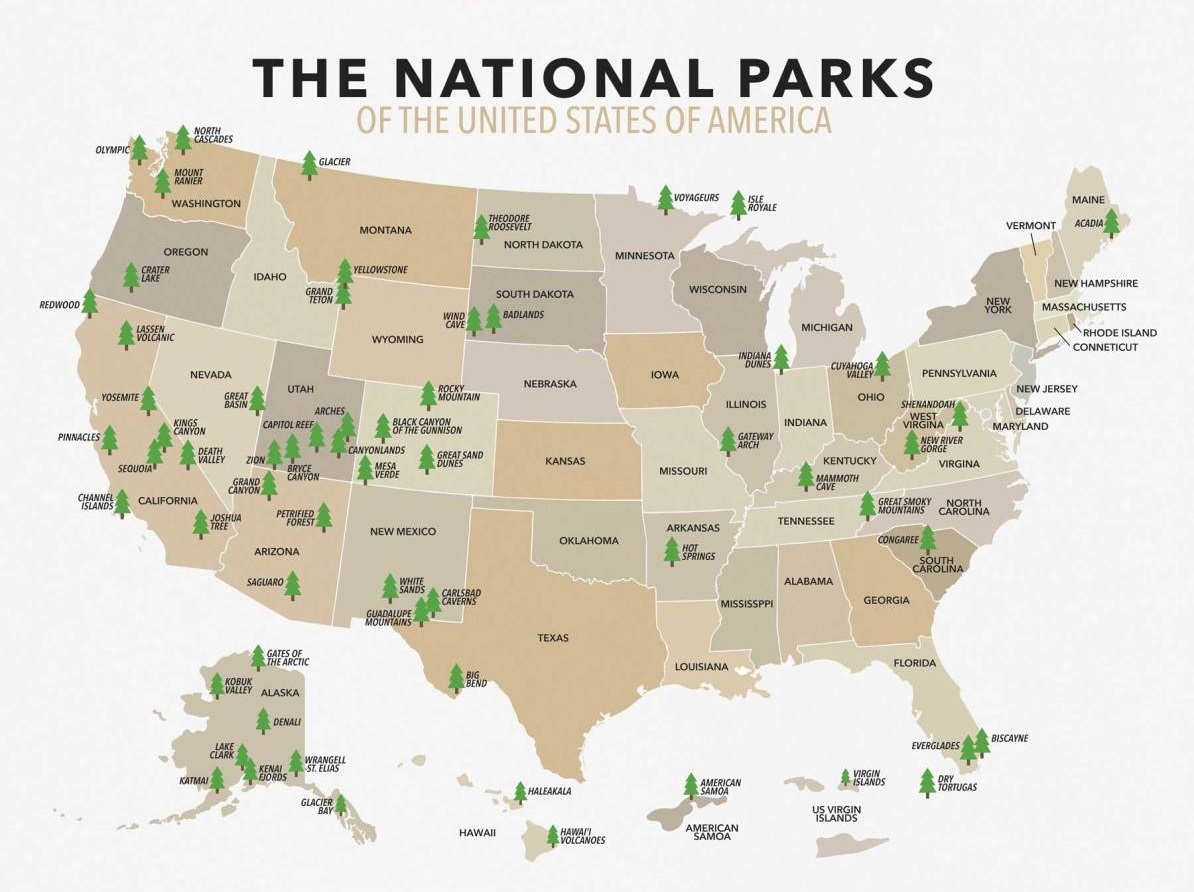 THE NATIONAL PARKS
OF THE UNITED STATES OF AMERICA
NORTH
CASCADES
OLYMPIC
MOUNT
RANIER
WASHINGTON
GLACIER
MONTANA
OREGON
CRATER
LAKE
IDAHO
YELLOWSTONE
GRAND
TETON
WYOMING
THEODORE
ROOSEVELT
NORTH DAKOTA
SOUTH DAKOTA
WIND
CAVE
BADLANDS
VOYAGEURS
ISLE
ROYALE
MINNESOTA
WISCONSIN
MICHIGAN
MAINE
ACADIA
VERMONT
NEW HAMPSHIRE
NEW
YORK
MASSACHUSETTS
RHODE ISLAND
CONNETICUT
REDWOOD
LASSEN
VOLCANIC
NEVADA
UTAH
GREAT
BASIN
ARCHES
CAPITOL REEF
ROCKY
MOUNTAIN
BLACK CANYON
OF THE GUNNISON
NEBRASKA
IOWA
INDIANA
DUNES
ILLINOIS
INDIANA
CUYAHOGA
VALLEY
OHIO
PENNSYLVANIA
NEW JERSEY
DELAWARE
MARYLAND
SHENANDOAH
WEST
VIRGINA
NEW RIVER
GORGE
VIRGINA
YOSEMITE
PINNACLES
KINGS
CANYON
SEQUOIA
DEATH
VALLEY
ZION
BRYCE
CANYON
CANYONLANDS
MESA
VERDE
GREAT SAND
DUNES
KANSAS
MISSOURI
GATEWAY
ARCH
KENTUCKY
MAMMOTH
CAVE
CHANNEL
ISLANDS
CALIFORNIA
JOSHUA
TREE
GRAND
CANYON
PETRIFIED
FOREST
ARIZONA
SAGUARO
NEW MEXICO
OKLAHOMA
ARKANSAS
HOT
SPRINGS
TENNESSEE
GREAT SMOKY
MOUNTAINS
NORTH
CAROLINA
CONGAREE
SOUTH
CAROLINA
WHITE
SANDS
CARLSBAD
CAVERNS
GUADALUPE
MOUNTAINS
TEXAS
BIG
BEND
LOUISIANA
MISSISSPPI
ALABAMA
GEORGIA
FLORIDA
EVERGLADES
BISCAYNE
DRY
TORTUGAS
GATES OF
THE ARCTIC
KOBUK
VALLEY
ALASKA
DENALI
LAKE
CLARK
KATMAI
KENAI
FJORDS
WRANGELL
-ST. ELIAS
GLACIER
BAY
HAWAII
HALEAKALA
HAWAI'I
VOLCANOES
AMERICAN
SAMOA
AMERICAN
SAMOA
VIRGIN
ISLANDS
US VIRGIN
ISLANDS